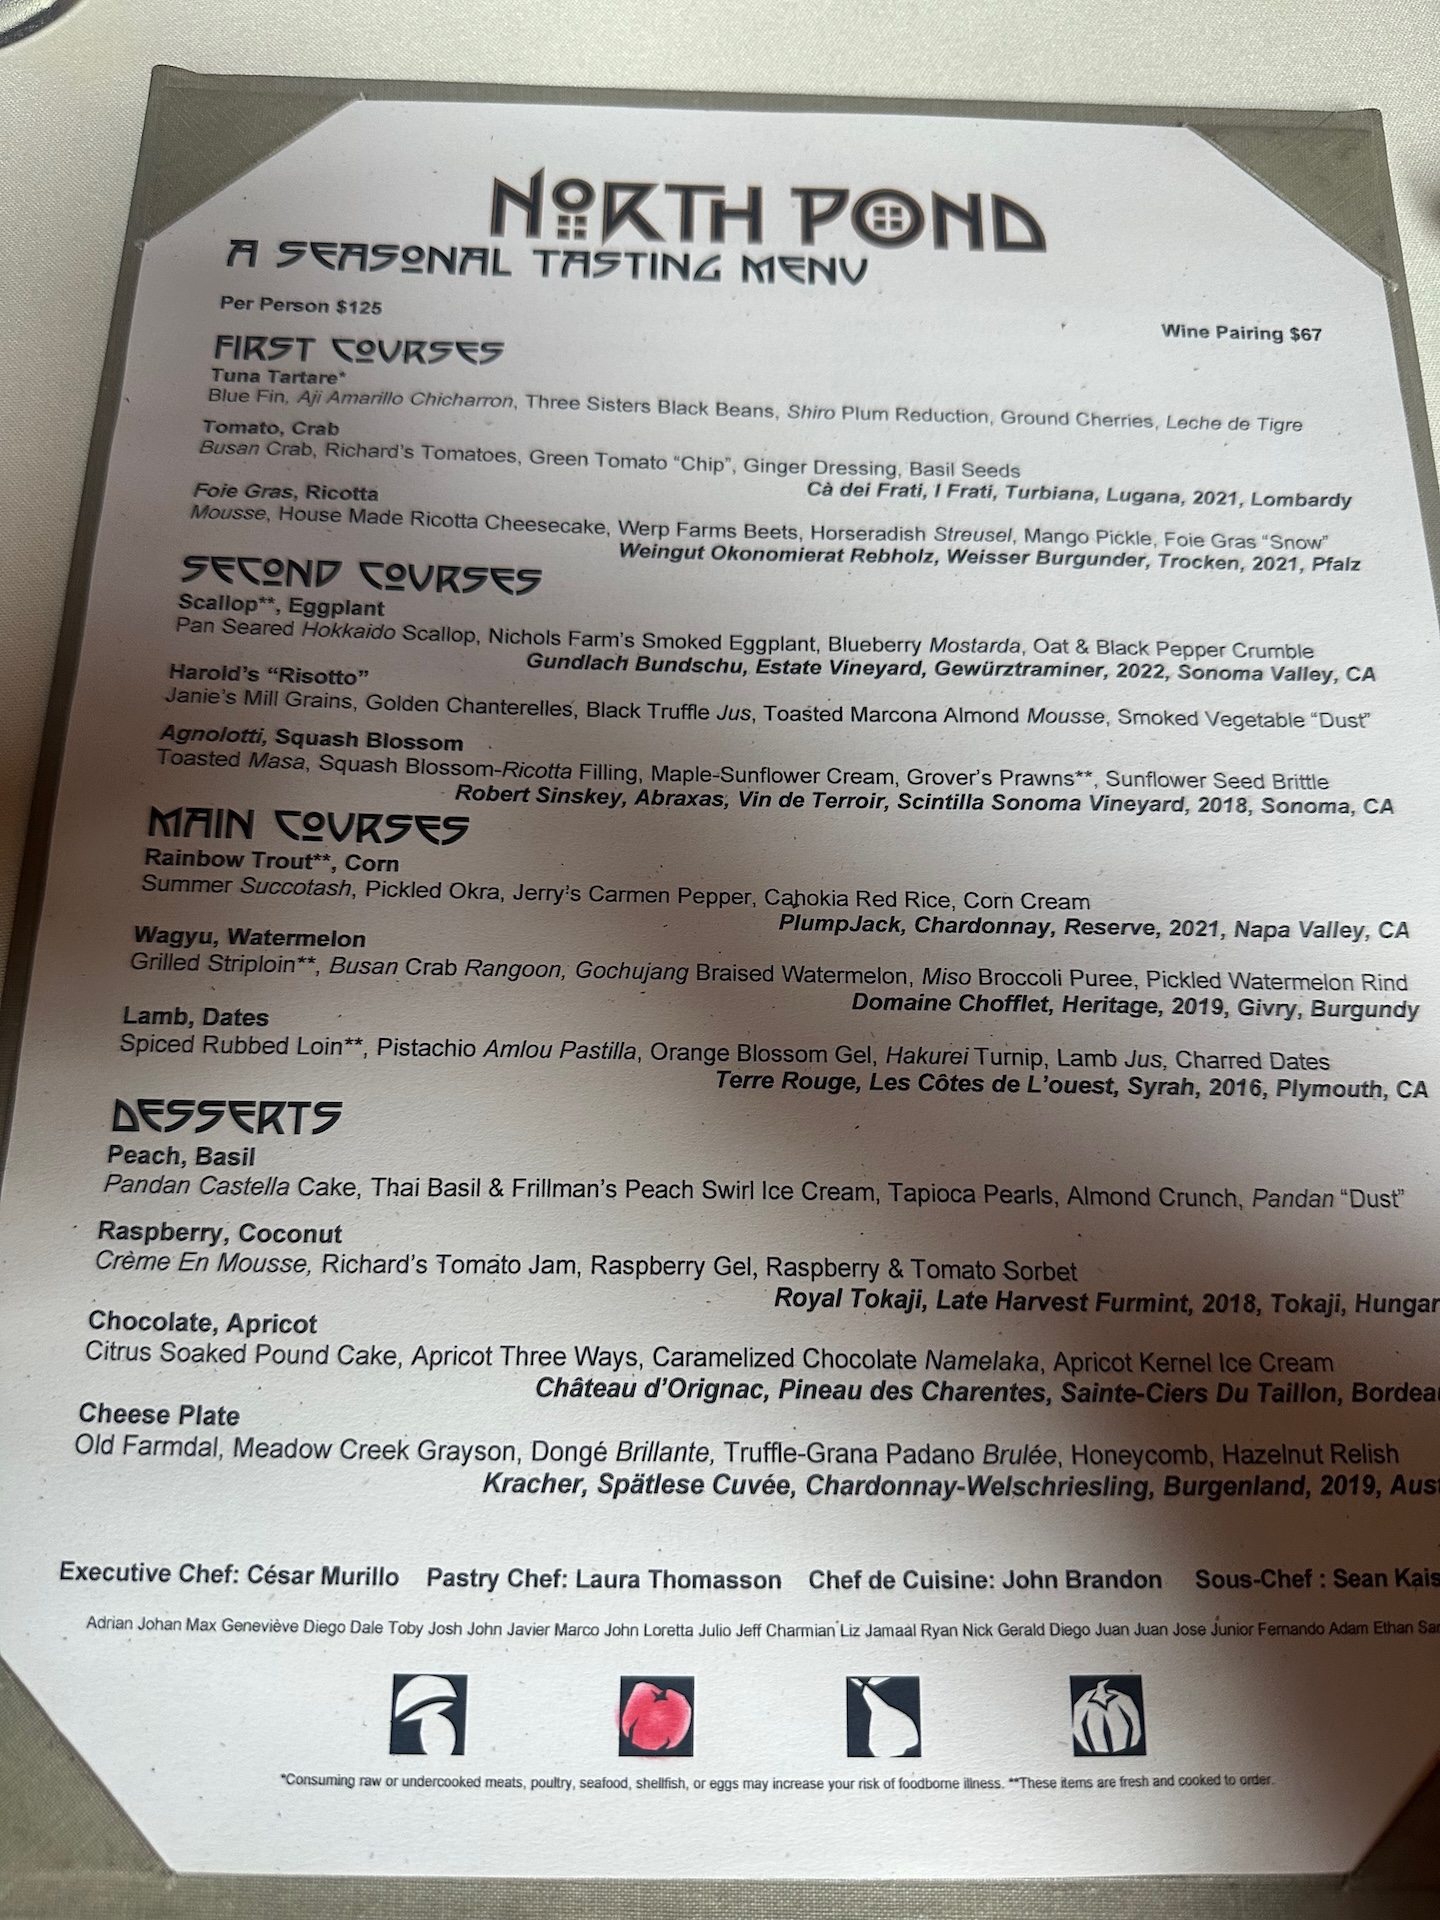 NORTH POND
A SEASONAL TASTING MENU
Per Person $125
Wine Pairing $67
FIRST COURSES
Tuna Tartare*
Blue Fin, Aji Amarillo Chicharron, Three Sisters Black Beans, Shiro Plum Reduction, Ground Cherries, Leche de Tigre
Tomato, Crab
Busan Crab, Richard's Tomatoes, Green Tomato “Chip”, Ginger Dressing, Basil Seeds
Cà dei Frati, I Frati, Turbiana, Lugana, 2021, Lombardy
Foie Gras, Ricotta
Mousse, House Made Ricotta Cheesecake, Werp Farms Beets, Horseradish Streusel, Mango Pickle, Foie Gras “Snow”
Weingut Okonomierat Rebholz, Weisser Burgunder, Trocken, 2021, Pfalz
SECOND COURSES
Scallop**, Eggplant
Pan Seared Hokkaido Scallop, Nichols Farm's Smoked Eggplant, Blueberry Mostarda, Oat & Black Pepper Crumble
Gundlach Bundschu, Estate Vineyard, Gewürztraminer, 2022, Sonoma Valley, CA
Harold's “Risotto”
Janie's Mill Grains, Golden Chanterelles, Black Truffle Jus, Toasted Marcona Almond Mousse, Smoked Vegetable “Dust”
Agnolotti, Squash Blossom
Toasted Masa, Squash Blossom-Ricotta Filling, Maple-Sunflower Cream, Grover's Prawns**, Sunflower Seed Brittle
Robert Sinskey, Abraxas, Vin de Terroir, Scintilla Sonoma Vineyard, 2018, Sonoma, CA
MAIN COURSES
Rainbow Trout**, Corn
Summer Succotash, Pickled Okra, Jerry's Carmen Pepper, Cahokia Red Rice, Corn Cream
PlumpJack, Chardonnay, Reserve, 2021, Napa Valley, CA
Wagyu, Watermelon
Grilled Striploin**, Busan Crab Rangoon, Gochujang Braised Watermelon, Miso Broccoli Puree, Pickled Watermelon Rind
Domaine Chofflet, Heritage, 2019, Givry, Burgundy
Lamb, Dates
Spiced Rubbed Loin**, Pistachio Amlou Pastilla, Orange Blossom Gel, Hakurei Turnip, Lamb Jus, Charred Dates
Terre Rouge, Les Côtes de L'ouest, Syrah, 2016, Plymouth, CA
DESSERTS
Peach, Basil
Pandan Castella Cake, Thai Basil & Frillman's Peach Swirl Ice Cream, Tapioca Pearls, Almond Crunch, Pandan “Dust”
Raspberry, Coconut
Crème En Mousse, Richard's Tomato Jam, Raspberry Gel, Raspberry & Tomato Sorbet
Royal Tokaji, Late Harvest Furmint, 2018, Tokaji, Hungar
Chocolate, Apricot
Citrus Soaked Pound Cake, Apricot Three Ways, Caramelized Chocolate Namelaka, Apricot Kernel Ice Cream
Château d'Orignac, Pineau des Charentes, Sainte-Ciers Du Taillon, Bordea
Cheese Plate
Old Farmdal, Meadow Creek Grayson, Dongé Brillante, Truffle-Grana Padano Brulée, Honeycomb, Hazelnut Relish
Kracher, Spätlese Cuvée, Chardonnay-Welschriesling, Burgenland, 2019, Aust
Executive Chef: César Murillo Pastry Chef: Laura Thomasson Chef de Cuisine: John Brandon Sous-Chef : Sean Kais
Adrian Johan Max Geneviève Diego Dale Toby Josh John Javier Marco John Loretta Julio Jeff Charmian Liz Jamaal Ryan Nick Gerald Diego Juan Juan Jose Junior Fernando Adam Ethan
*Consuming raw or undercooked meats, poultry, seafood, shellfish, or eggs may increase your risk of foodborne illness. **These items are fresh and cooked to order.